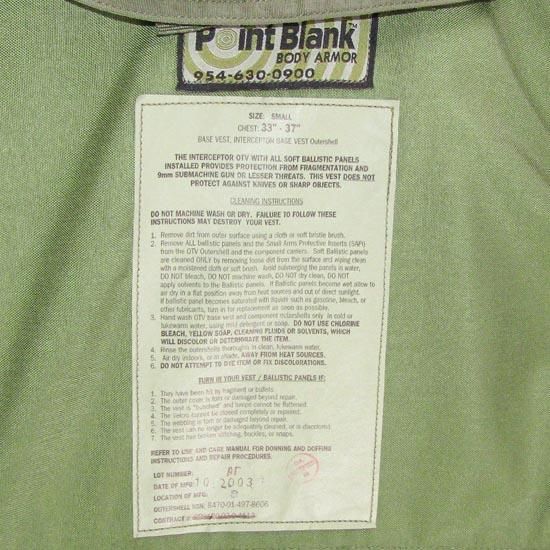 Point Blank™
BODY ARMOR
954-630-0900
SIZE: SMALL
CHEST: 33" - 37"
BASE VEST, INTERCEPTOR BASE VEST Outershell
THE INTERCEPTOR OTV WITH ALL SOFT BALLISTIC PANELS
INSTALLED PROVIDES PROTECTION FROM FRAGMENTATION AND
9mm SUBMACHINE GUN OR LESSER THREATS. THIS VEST DOES NOT
PROTECT AGAINST KNIVES OR SHARP OBJECTS.
CLEANING INSTRUCTIONS
DO NOT MACHINE WASH OR DRY. FAILURE TO FOLLOW THESE
INSTRUCTIONS MAY DESTROY YOUR VEST.
1. Remove dirt from outer surface using a cloth or soft bristle brush.
2. Remove ALL ballistic panels and the Small Arms Protective Inserts (SAPI)
from the OTV Outershell and the component carriers. Soft Ballistic panels
are cleaned ONLY by removing loose dirt from the surface and wiping clean
with a moistened cloth or soft brush. Avoid submerging the panels in water,
DO NOT bleach, DO NOT machine wash, DO NOT dry clean, DO NOT
apply solvents to the Ballistic panels. If Ballistic Panels become wet allow to
air dry in a flat position away from heat sources and out of direct sunlight.
If ballistic panel becomes saturated with liquids such as gasoline, bleach, or
other lubricants, turn in for replacement as soon as possible.
3. Hand wash OTV base vest and component outershells only in cold or
lukewarm water, using mild detergent or soap. DO NOT USE CHLORINE
BLEACH, YELLOW SOAP, CLEANING FLUIDS OR SOLVENTS, WHICH
WILL DISCOLOR OR DETERIORATE THE ITEM.
4. Rinse the outershells thoroughly in clean, lukewarm water.
5. Air dry indoors, or in shade, AWAY FROM HEAT SOURCES.
6. DO NOT ATTEMPT TO DYE ITEM OR FIX DISCOLORATIONS.
TURN IN YOUR VEST / BALLISTIC PANELS IF:
1. They have been hit by fragment or bullets.
2. The outer cover is torn or damaged beyond repair.
3. The vest is "bunched" and lumps cannot be flattened.
4. The Velcro cannot be closed completely or repaired.
5. The webbing is torn or damaged beyond repair.
6. The vest can no longer be adequately cleaned, or is discolored.
7. The vest has broken stitching, buckles, or snaps.
REFER TO USE AND CARE MANUAL FOR DONNING AND DOFFING
INSTRUCTIONS AND REPAIR PROCEDURES.
LOT NUMBER:
DATE OF MFG: 10 2003
LOCATION OF MFG:
OUTERSHELL NSN: 8470-01-497-8606
CONTRACT #